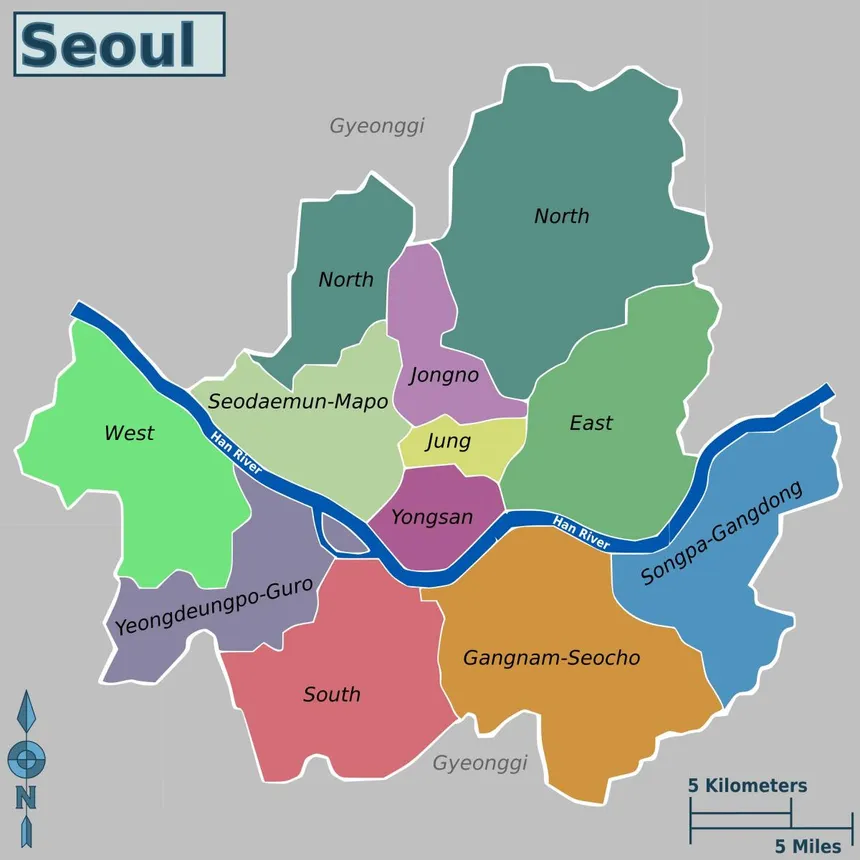 Seoul
Gyeonggi
North
North
Jongno
Seodaemun-Mapo
East
West
Jung
Han River
Songpa-Gangdong
Yongsan
Han River
Yeongdeungpo-Guro
Gangnam-Seocho
South
Gyeonggi
5 Kilometers
N
5 Miles